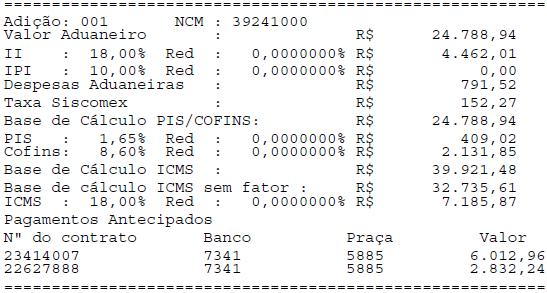 ================================================
Adição: 001 NCM : 39241000
Valor Aduaneiro : R$ 24.788,94
II : 18,00% Red : 0,0000000% R$ 4.462,01
IPI : 10,00% Red : 0,0000000% R$ 0,00
Despesas Aduaneiras : R$ 791,52
Taxa Siscomex : R$ 152,27
Base de Cálculo PIS/COFINS: R$ 24.788,94
PIS : 1,65% Red : 0,0000000% R$ 409,02
Cofins: 8,60% Red : 0,0000000% R$ 2.131,85
Base de Cálculo ICMS : R$ 39.921,48
Base de cálculo ICMS sem fator : R$ 32.735,61
ICMS : 18,00% Red : 0,0000000% R$ 7.185,87
Pagamentos Antecipados
N" do contrato Banco Praça Valor
23414007 7341 5885 6.012,96
22627888 7341 5885 2.832,24
================================================